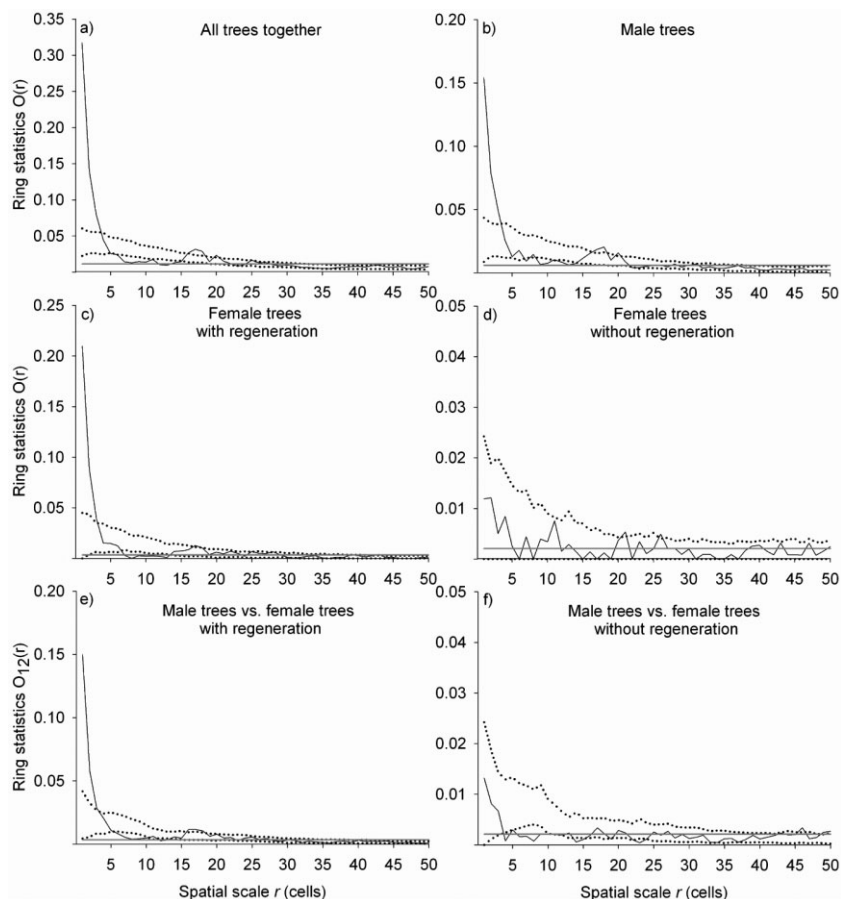 a)
All trees together
0.35
0.30
0.25
0.20
0.15
0.10
0.05
Ring statistics O(r)
5 10 15 20 25 30 35 40 45 50
b)
Male trees
0.20
0.15
0.10
0.05
5 10 15 20 25 30 35 40 45 50
c)
Female trees
with regeneration
0.25
0.20
0.15
0.10
0.05
Ring statistics O(r)
5 10 15 20 25 30 35 40 45 50
d)
Female trees
without regeneration
0.05
0.04
0.03
0.02
0.01
5 10 15 20 25 30 35 40 45 50
e)
Male trees vs. female trees
with regeneration
0.20
0.15
0.10
0.05
Ring statistics O12(r)
5 10 15 20 25 30 35 40 45 50
Spatial scale r (cells)
f)
Male trees vs. female trees
without regeneration
0.05
0.04
0.03
0.02
0.01
5 10 15 20 25 30 35 40 45 50
Spatial scale r (cells)